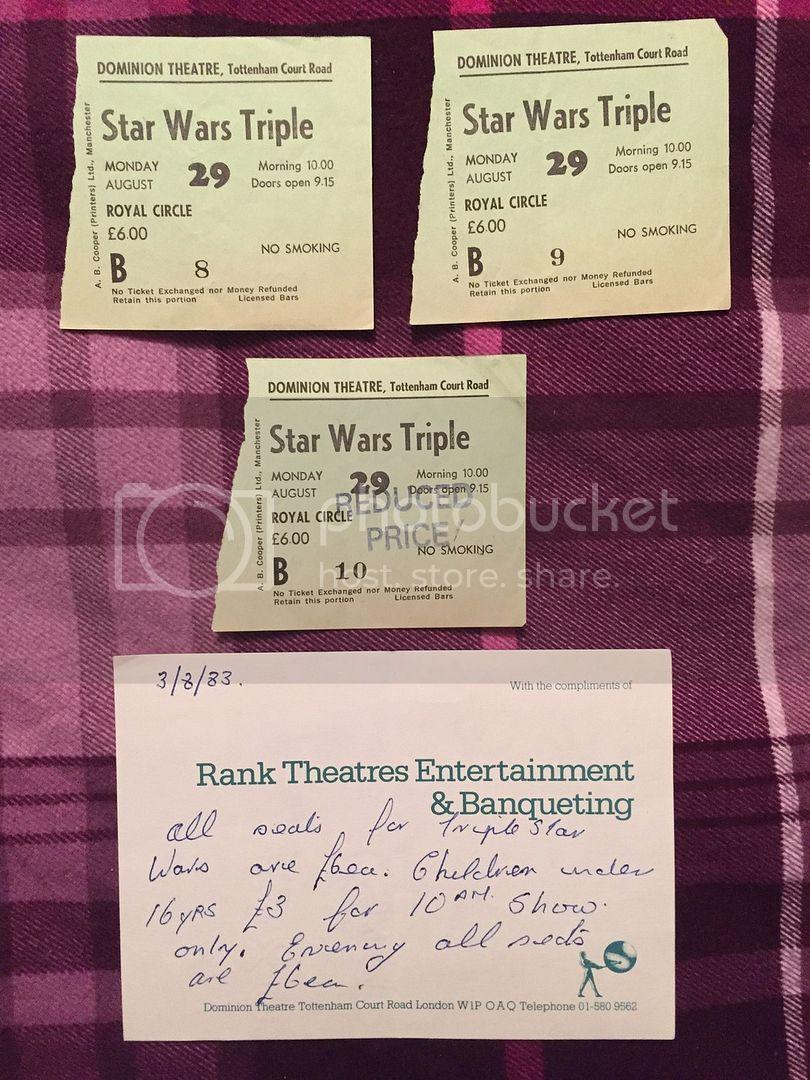 DOMINION THEATRE, Tottenham Court Road
Star Wars Triple
MONDAY 29 Morning 10.00
AUGUST Doors open 9.15
ROYAL CIRCLE
£6.00
NO SMOKING
B 8
No Ticket Exchanged nor Money Refunded
Retain this portion Licensed Bars
A. B. Cooper (Printers) Ltd., Manchester
DOMINION THEATRE, Tottenham Court Road
Star Wars Triple
MONDAY 29 Morning 10.00
AUGUST Doors open 9.15
ROYAL CIRCLE
£6.00
NO SMOKING
B 9
No Ticket Exchanged nor Money Refunded
Retain this portion Licensed Bars
A. B. Cooper (Printers) Ltd., Manchester
DOMINION THEATRE, Tottenham Court Road
Star Wars Triple
MONDAY 29 Morning 10.00
AUGUST Doors open 9.15
ROYAL CIRCLE
REDUCED
PRICE
£6.00
NO SMOKING
B 10
No Ticket Exchanged nor Money Refunded
Retain this portion Licensed Bars
A. B. Cooper (Printers) Ltd., Manchester
photobucket
host. store. share.
3/8/83.
With the compliments of
Rank Theatres Entertainment
& Banqueting
all seats for Triple Star
Wars are £6ea. Children under
16yrs £3 for 10AM. Show
only. Evening all seats
are £6ea.
Dominion Theatre Tottenham Court Road London W1P OAQ Telephone 01-580 9562